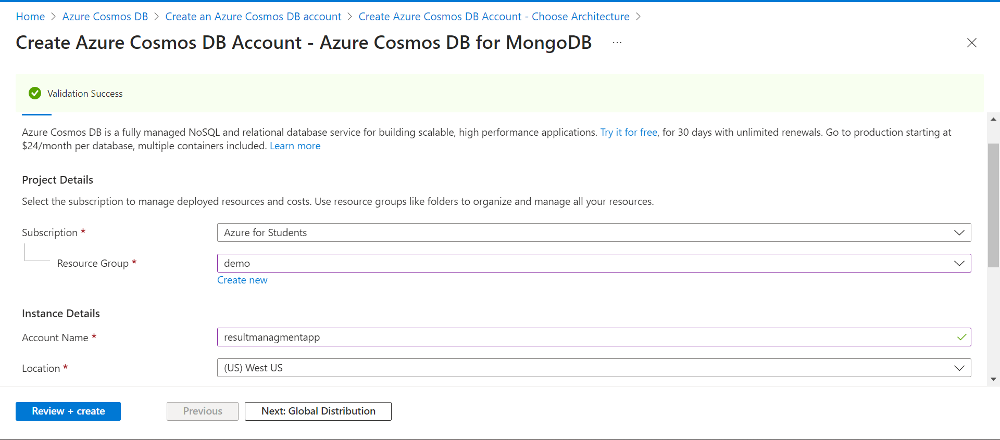 Home > Azure Cosmos DB > Create an Azure Cosmos DB account > Create Azure Cosmos DB Account - Choose Architecture >
Create Azure Cosmos DB Account - Azure Cosmos DB for MongoDB ...
Validation Success
Azure Cosmos DB is a fully managed NoSQL and relational database service for building scalable, high performance applications. Try it for free, for 30 days with unlimited renewals. Go to production starting at
$24/month per database, multiple containers included. Learn more
Project Details
Select the subscription to manage deployed resources and costs. Use resource groups like folders to organize and manage all your resources.
Subscription * Azure for Students
Resource Group * demo
Create new
Instance Details
Account Name * resultmanagmentapp
Location * (US) West US
Review + create Previous Next: Global Distribution